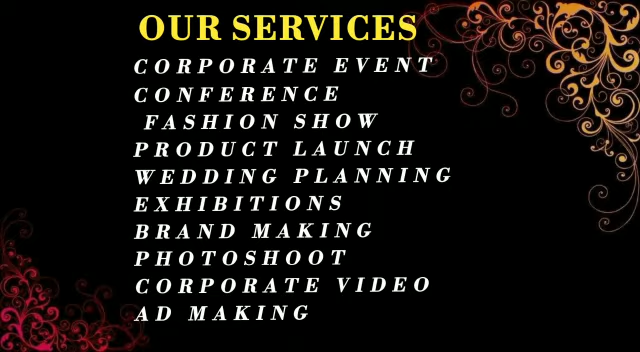 OUR SERVICES
CORPORATE EVENT
CONFERENCE
FASHION SHOW
PRODUCT LAUNCH
WEDDING PLANNING
EXHIBITIONS
BRAND MAKING
PHOTOSHOOT
CORPORATE VIDEO
AD MAKING